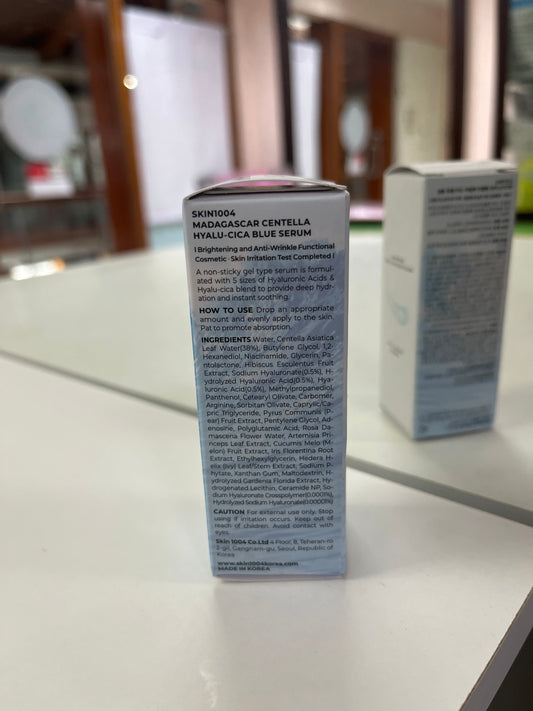 SKIN1004
MADAGASCAR CENTELLA
HYALU-CICA BLUE SERUM
I Brightening and Anti-Wrinkle Functional
Cosmetic · Skin Irritation Test Completed I
A non-sticky gel type serum is formul-
ated with 5 sizes of Hyaluronic Acids &
Hyalu-cica blend to provide deep hydr-
ation and instant soothing.
HOW TO USE Drop an appropriate
amount and evenly apply to the skin.
Pat to promote absorption.
INGREDIENTS Water, Centella Asiatica
Leaf Water(38%), Butylene Glycol, 1,2-
Hexanediol, Niacinamide, Glycerin, Pa-
ntolactone, Hibiscus Esculentus Fruit
Extract, Sodium Hyaluronate(0.5%), H-
ydrolyzed Hyaluronic Acid(0.5%), Hya-
luronic Acid(0.5%), Methylpropanediol,
Panthenol, Cetearyl Olivate, Carbomer,
Arginine, Sorbitan Olivate, Caprylic/Ca-
pric Triglyceride, Pyrus Communis (P-
ear) Fruit Extract, Pentylene Glycol, Ad-
enosine, Polyglutamic Acid, Rosa Da-
mascena Flower Water, Artemisia Prin-
ceps Leaf Extract, Cucumis Melo (M-
elon) Fruit Extract, Iris Florentina Root
Extract, Ethylhexylglycerin, Hedera H-
elix (Ivy) Leaf/Stem Extract, Sodium P-
hytate, Xanthan Gum, Maltodextrin, H-
ydrolyzed Gardenia Florida Extract, Hy-
drogenated Lecithin, Ceramide NP, So-
dium Hyaluronate Crosspolymer(0.0001%),
Hydrolyzed Sodium Hyaluronate(0.00003%)
CAUTION For external use only. Stop
using if irritation occurs. Keep out of
reach of children. Avoid contact with
eyes.
Skin 1004 Co.Ltd 4 Floor, 8, Teheran-ro
2-gil, Gangnam-gu, Seoul, Republic of
Korea
www.skin1004korea.com
MADE IN KOREA